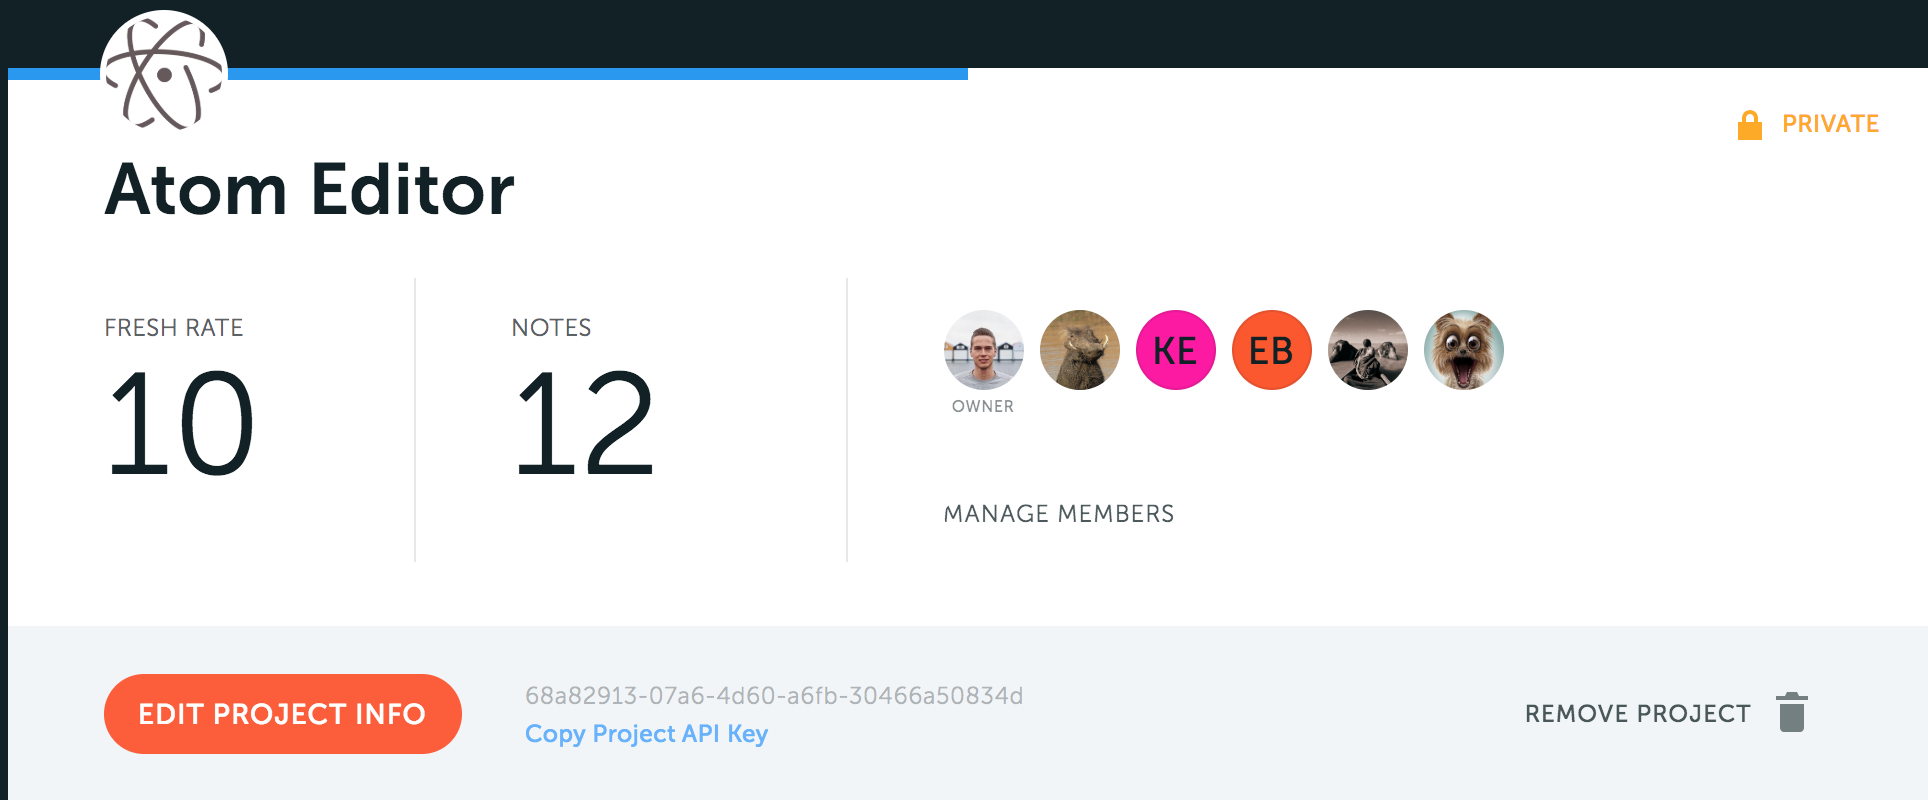 PRIVATE
Atom Editor
FRESH RATE
10
NOTES
12
KE
EB
OWNER
MANAGE MEMBERS
EDIT PROJECT INFO
68a82913-07a6-4d60-a6fb-30466a50834d
Copy Project API Key
REMOVE PROJECT